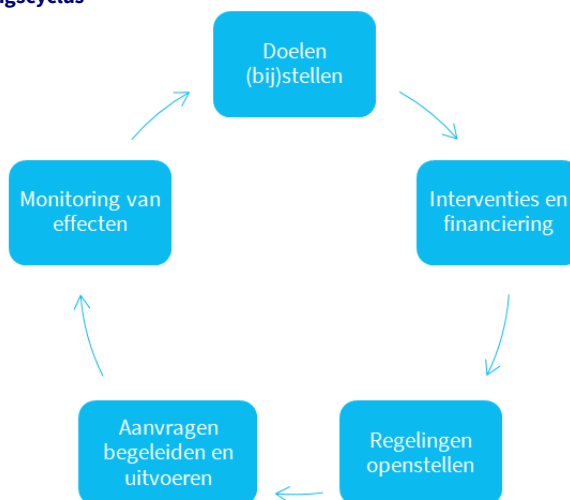 Doelen
(bij)stellen
Interventies en
financiering
Regelingen
openstellen
Aanvragen
begeleiden en
uitvoeren
Monitoring van
effecten